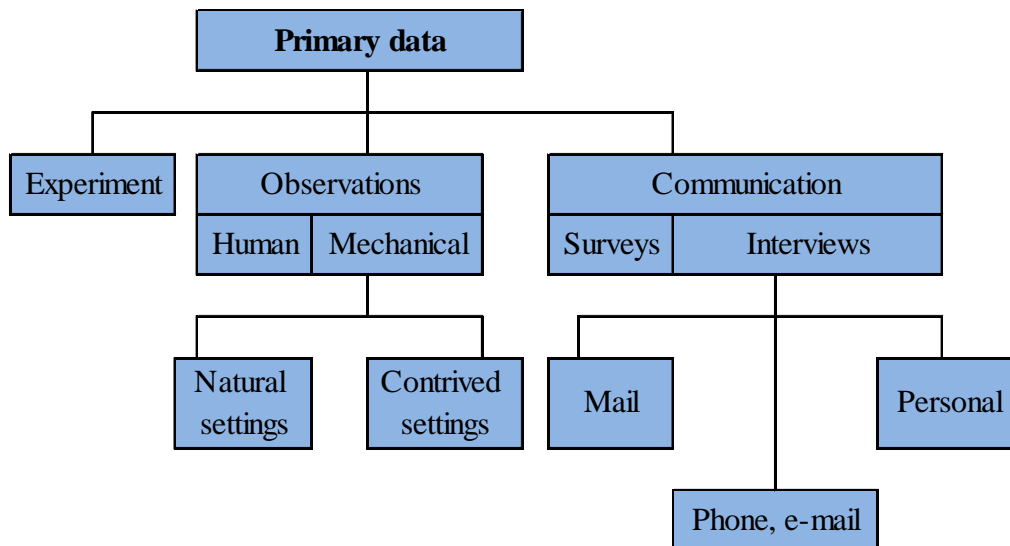 Primary data
Experiment
Observations
Communication
Human
Mechanical
Surveys
Interviews
Natural
settings
Contrived
settings
Mail
Personal
Phone, e-mail